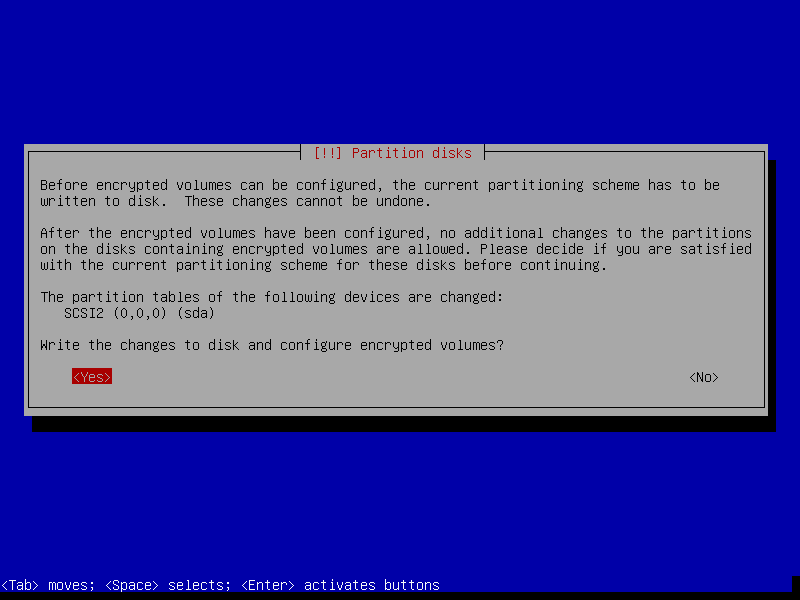 [!!] Partition disks
Before encrypted volumes can be configured, the current partitioning scheme has to be
written to disk.  These changes cannot be undone.
After the encrypted volumes have been configured, no additional changes to the partitions
on the disks containing encrypted volumes are allowed. Please decide if you are satisfied
with the current partitioning scheme for these disks before continuing.
The partition tables of the following devices are changed:
SCSI2 (0,0,0) (sda)
Write the changes to disk and configure encrypted volumes?
<Yes> <No>
<Tab> moves; <Space> selects; <Enter> activates buttons